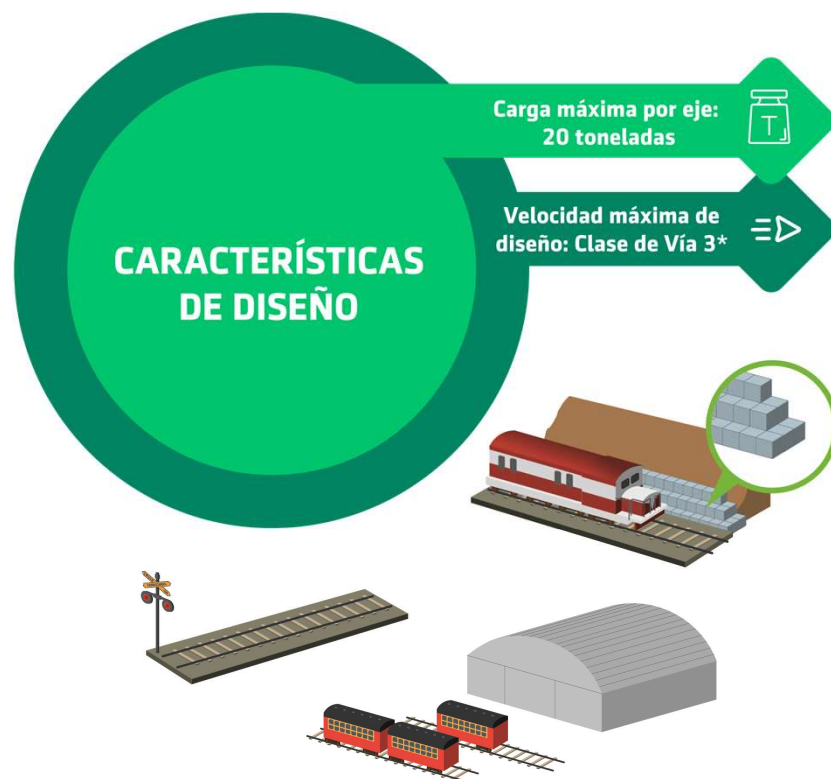 Carga máxima por eje:
20 toneladas
Velocidad máxima de
diseño: Clase de Vía 3*
CARACTERÍSTICAS
DE DISEÑO
T